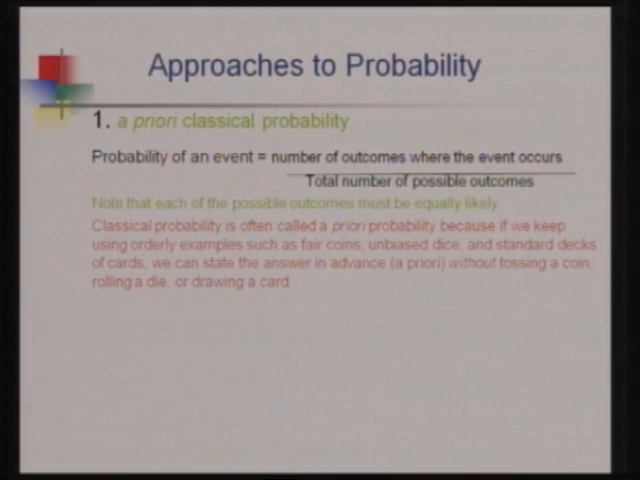 Approaches to Probability
1. a priori classical probability
Probability of an event = number of outcomes where the event occurs
Total number of possible outcomes
Note that each of the possible outcomes must be equally likely
Classical probability is often called a priori probability because if we keep
using orderly examples such as fair coins, unbiased dice, and standard decks
of cards, we can state the answer in advance (a priori) without tossing a coin,
rolling a die, or drawing a card.